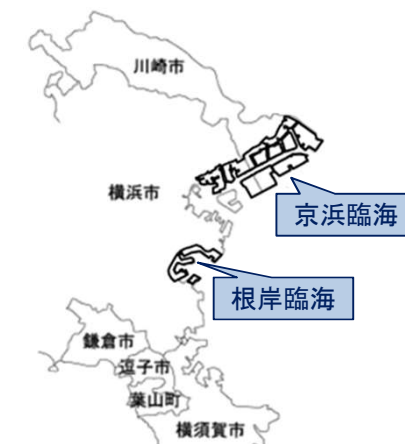 川崎市
横浜市
京浜臨海
根岸臨海
鎌倉市
逗子市
葉山町
横須賀市